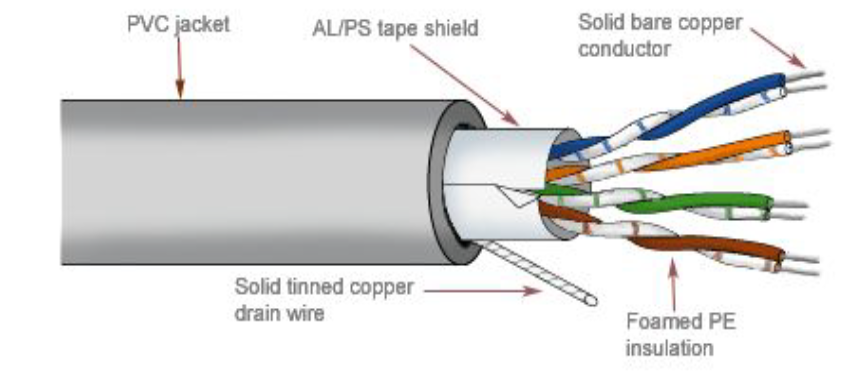 PVC jacket
AL/PS tape shield
Solid bare copper
conductor
Solid tinned copper
drain wire
Foamed PE
insulation